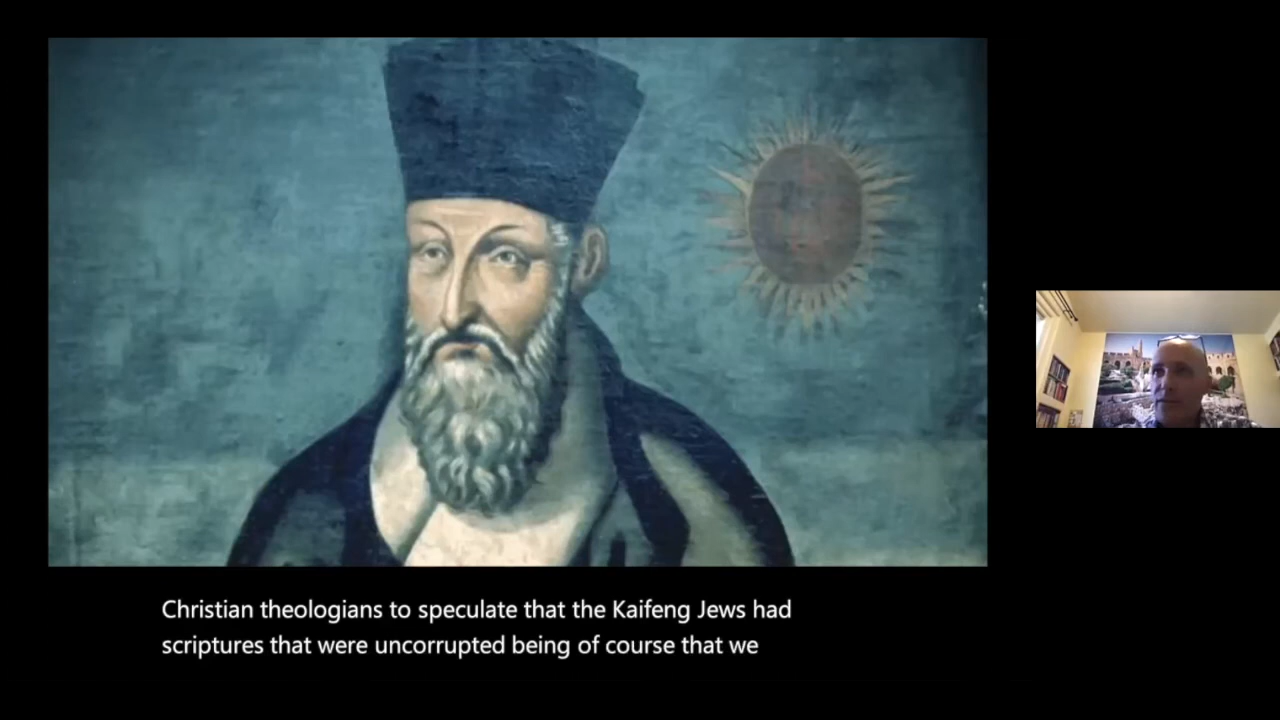 Christian theologians to speculate that the Kaifeng Jews had
scriptures that were uncorrupted being of course that we